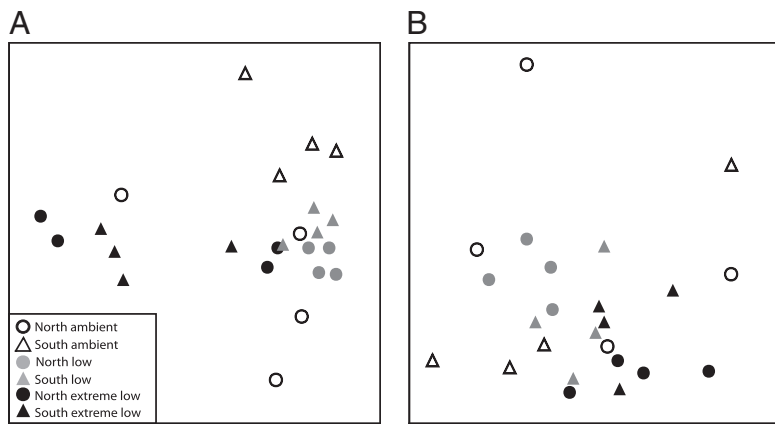 A
B
North ambient
South ambient
North low
South low
North extreme low
South extreme low